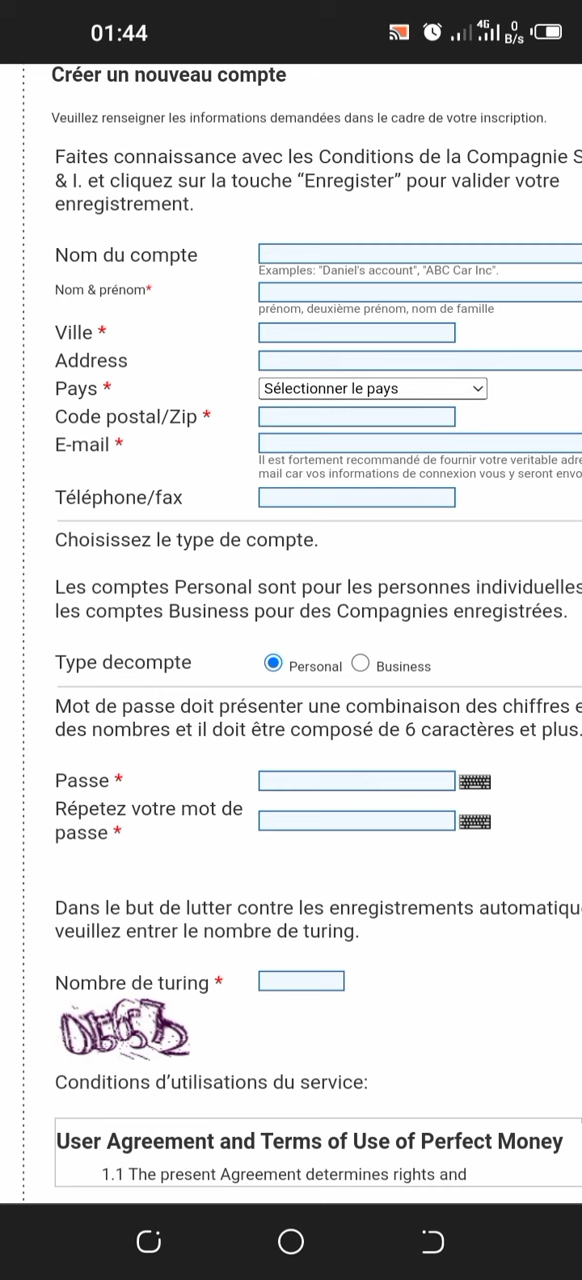 01:44
4G
0
B/s
Créer un nouveau compte
Veuillez renseigner les informations demandées dans le cadre de votre inscription.
Faites connaissance avec les Conditions de la Compagnie S
& I. et cliquez sur la touche “Enregister” pour valider votre
enregistrement.
Nom du compte
Examples: "Daniel's account", "ABC Car Inc".
Nom & prénom*
prénom, deuxième prénom, nom de famille
Ville *
Address
Pays * Sélectionner le pays
Code postal/Zip *
E-mail *
Il est fortement recommandé de fournir votre veritable adre
mail car vos informations de connexion vous y seront envo
Téléphone/fax
Choisissez le type de compte.
Les comptes Personal sont pour les personnes individuelles
les comptes Business pour des Compagnies enregistrées.
Type decompte Personal Business
Mot de passe doit présenter une combinaison des chiffres e
des nombres et il doit être composé de 6 caractères et plus.
Passe *
Répetez votre mot de
passe *
Dans le but de lutter contre les enregistrements automatiqu
veuillez entrer le nombre de turing.
Nombre de turing *
Conditions d’utilisations du service:
User Agreement and Terms of Use of Perfect Money
1.1 The present Agreement determines rights and